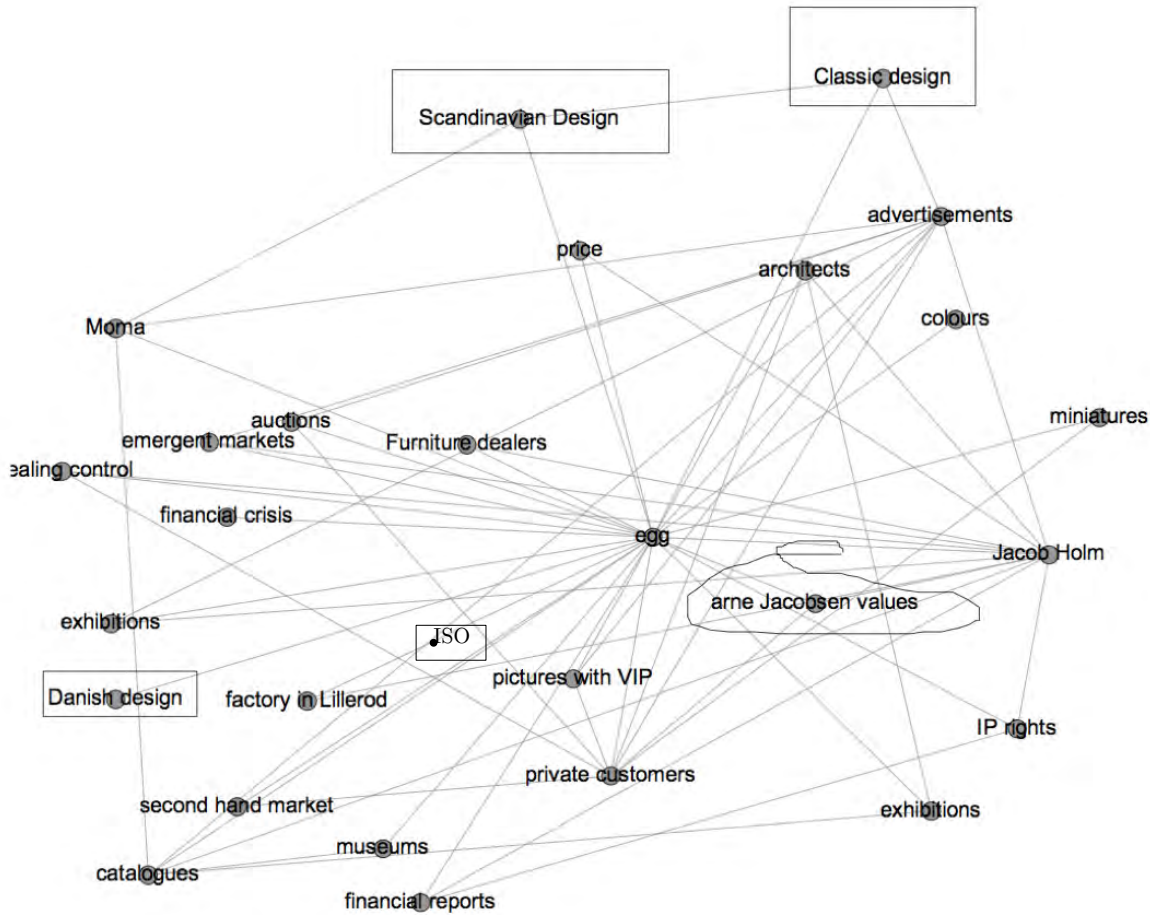 Classic design
Scandinavian Design
advertisements
price
architects
colours
Moma
miniatures
auctions
emergent markets
Furniture dealers
ealing control
financial crisis
egg
Jacob Holm
arne Jacobsen values
exhibitions
ISO
pictures with VIP
Danish design
factory in Lillerod
IP rights
private customers
second hand market
exhibitions
museums
catalogues
financial reports